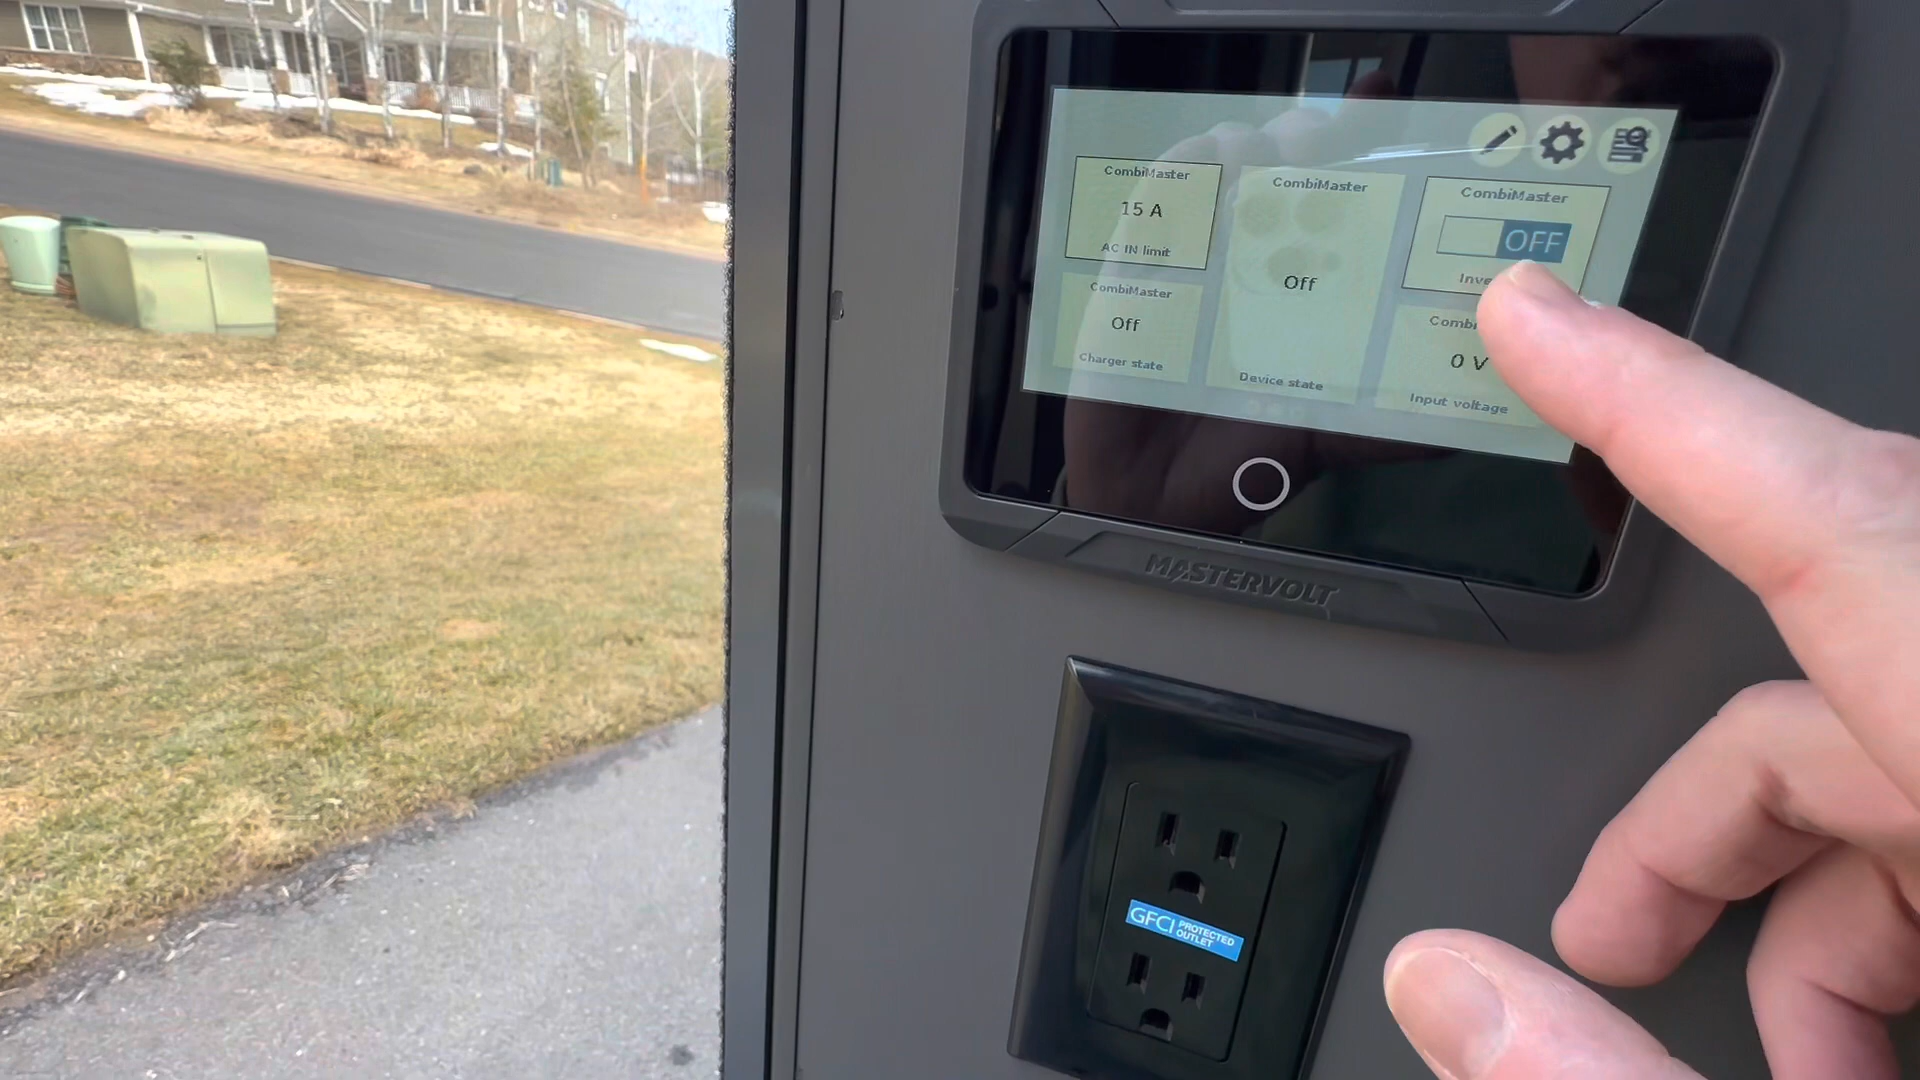 CombiMaster
15 A
AC IN limit
CombiMaster
Off
Charger state
CombiMaster
Off
Device state
CombiMaster
OFF
0 V
Input voltage
MASTERVOLT
GFCI PROTECTED
OUTLET